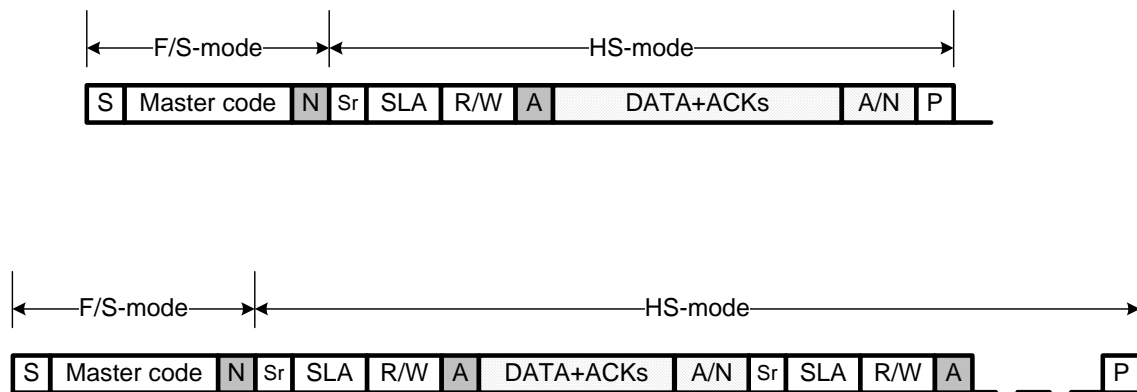 F/S-mode HS-mode
S Master code N Sr SLA R/W A DATA+ACKs A/N P
F/S-mode HS-mode
S Master code N Sr SLA R/W A DATA+ACKs A/N Sr SLA R/W A P